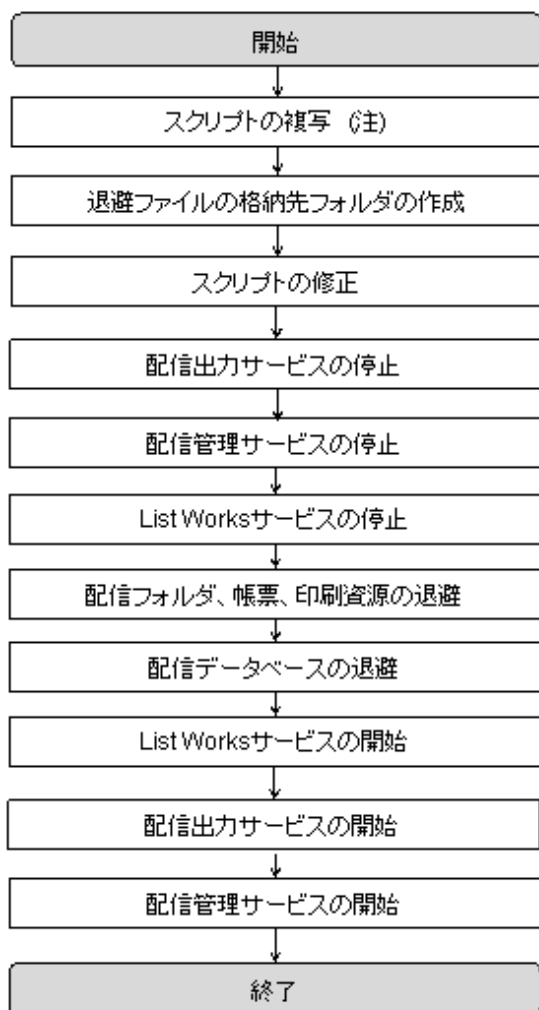 開始
スクリプトの複写 (注)
退避ファイルの格納先フォルダの作成
スクリプトの修正
配信出力サービスの停止
配信管理サービスの停止
List Worksサービスの停止
配信フォルダ、帳票、印刷資源の退避
配信データベースの退避
List Worksサービスの開始
配信出力サービスの開始
配信管理サービスの開始
終了